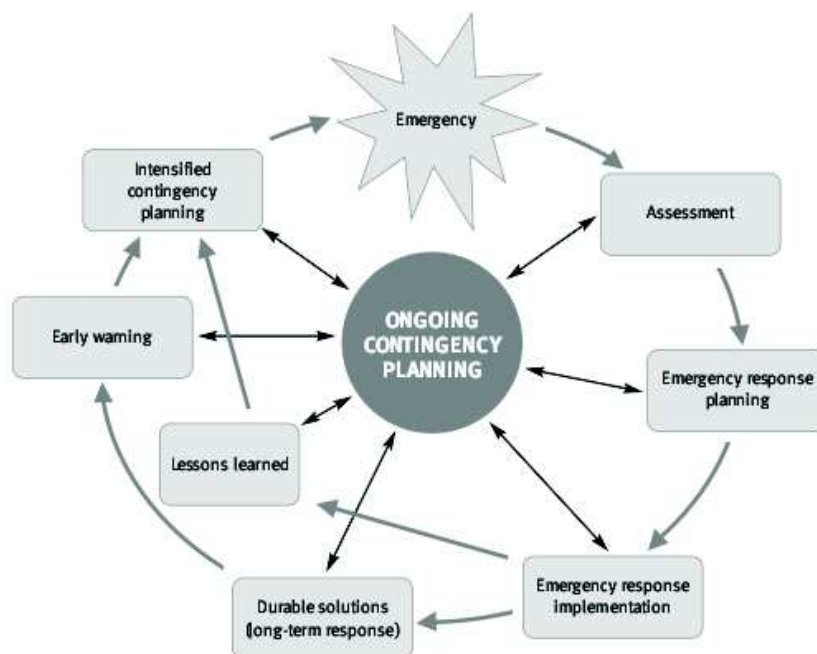 Emergency
Intensified
contingency
planning
Assessment
ONGOING
CONTINGENCY
PLANNING
Early warning
Emergency response
planning
Lessons learned
Emergency response
implementation
Durable solutions
(long-term response)